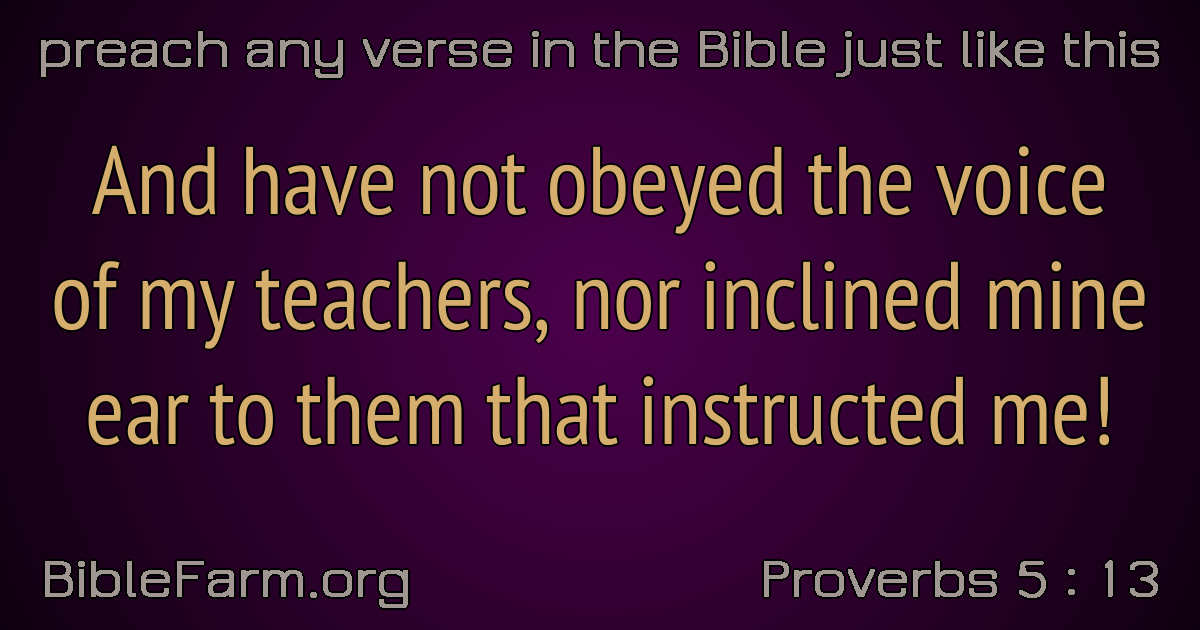 preach any verse in the Bible just like this
And have not obeyed the voice
of my teachers, nor inclined mine
ear to them that instructed me!
BibleFarm.org
Proverbs 5 : 13